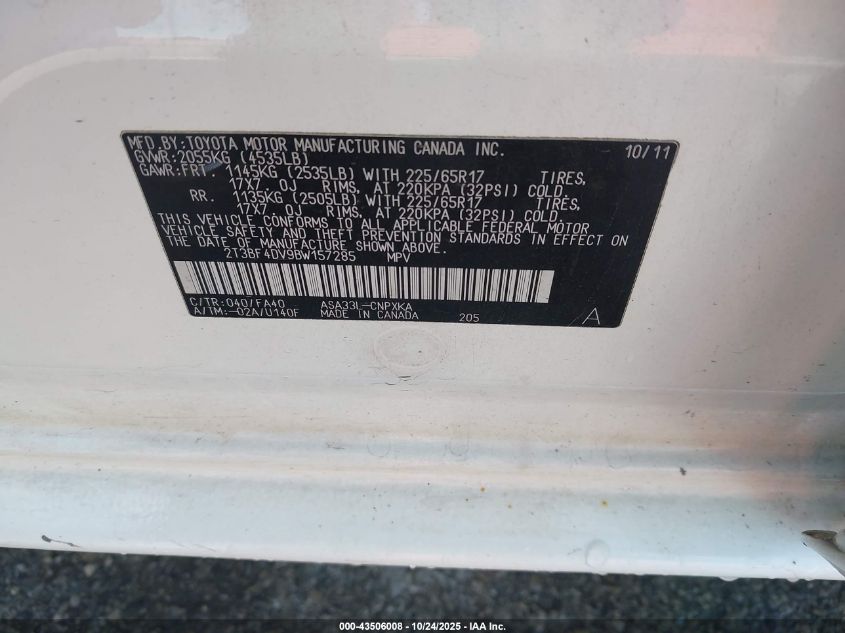 MFD.BY:TOYOTA MOTOR MANUFACTURING CANADA INC. 10/11
GVWR:2055KG (4535LB)
GAWR:FRT. 1145KG (2535LB) WITH 225/65R17 TIRES,
17X7 OJ RIMS, AT 220KPA (32PSI) COLD.
RR. 1135KG (2505LB) WITH 225/65R17 TIRES,
17X7 OJ RIMS, AT 220KPA (32PSI) COLD.
THIS VEHICLE CONFORMS TO ALL APPLICABLE FEDERAL MOTOR
VEHICLE SAFETY AND THEFT PREVENTION STANDARDS IN EFFECT ON
THE DATE OF MANUFACTURE SHOWN ABOVE.
2T3BF4DV9BW157285 MPV
C/TR:040/FA40 ASA33L-CNPXKA
A/TM:-02A/U140F MADE IN CANADA 205 A
000-43506008 - 10/24/2025 - IAA Inc.